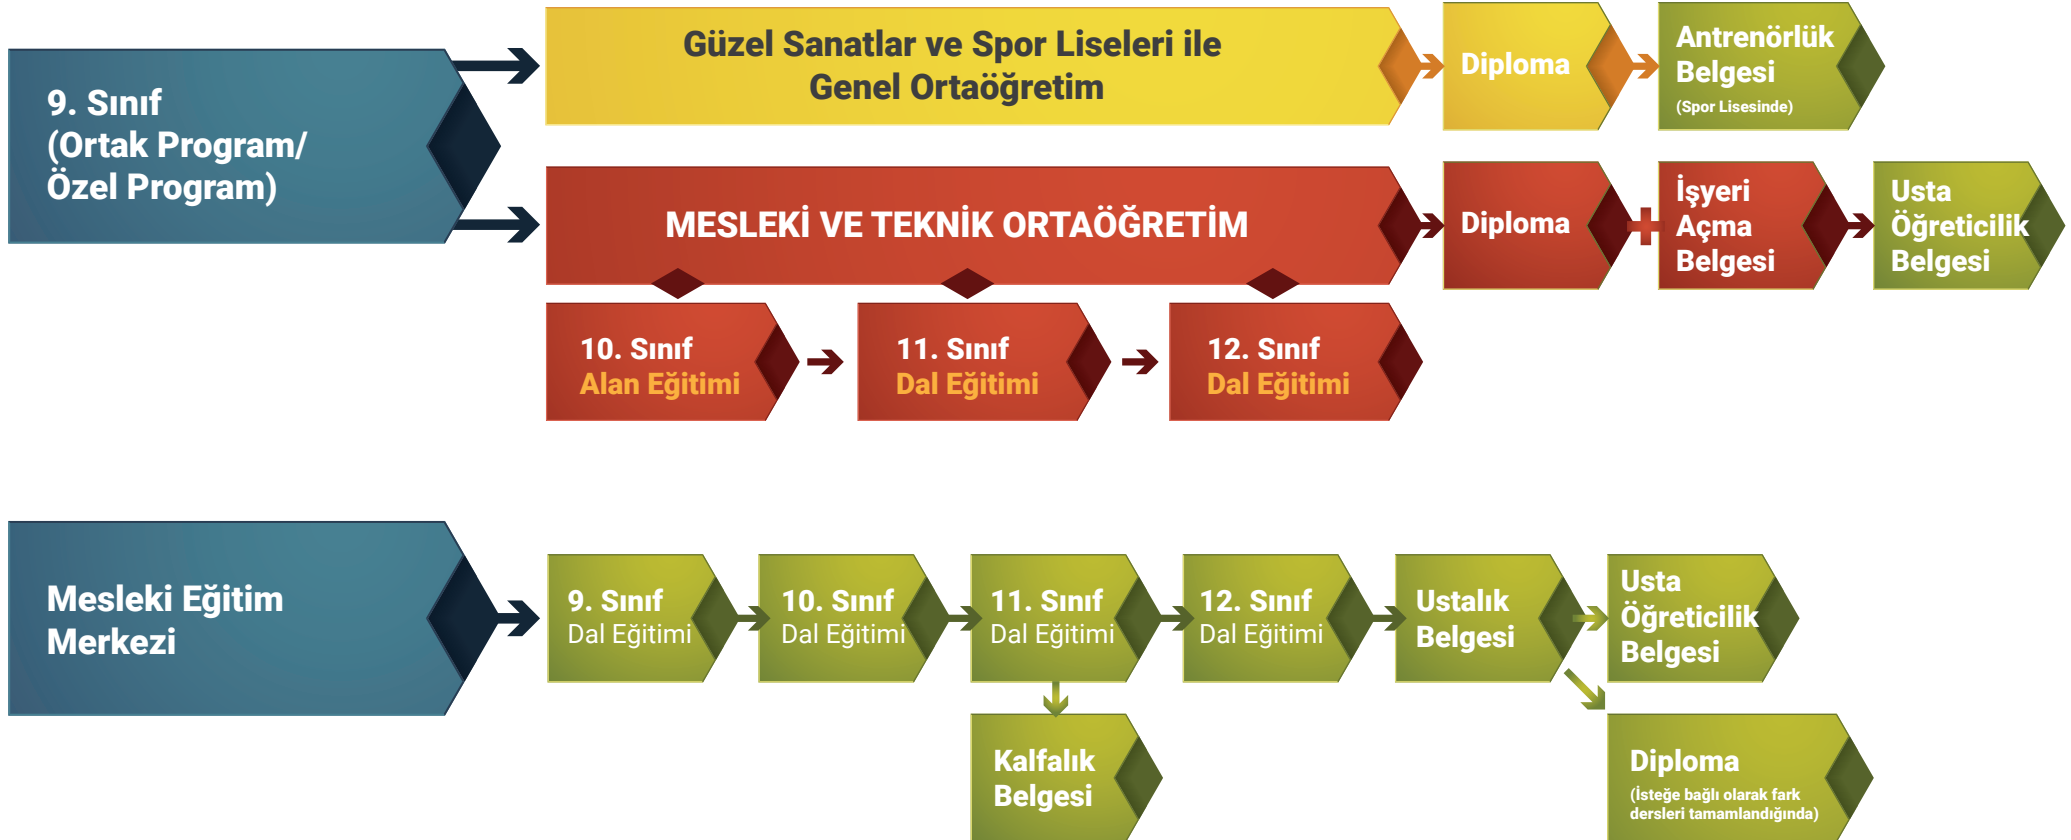 9. Sınıf
(Ortak Program/
Özel Program)
Güzel Sanatlar ve Spor Liseleri ile
Genel Ortaöğretim
Diploma
Antrenörlük
Belgesi
(Spor Lisesinde)
MESLEKİ VE TEKNİK ORTAÖĞRETİM
Diploma
İşyeri
Açma
Belgesi
Usta
Öğreticilik
Belgesi
10. Sınıf
Alan Eğitimi
11. Sınıf
Dal Eğitimi
12. Sınıf
Dal Eğitimi
Mesleki Eğitim
Merkezi
9. Sınıf
Dal Eğitimi
10. Sınıf
Dal Eğitimi
11. Sınıf
Dal Eğitimi
12. Sınıf
Dal Eğitimi
Ustalık
Belgesi
Usta
Öğreticilik
Belgesi
Kalfalık
Belgesi
Diploma
(İsteğe bağlı olarak fark
dersleri tamamlandığında)